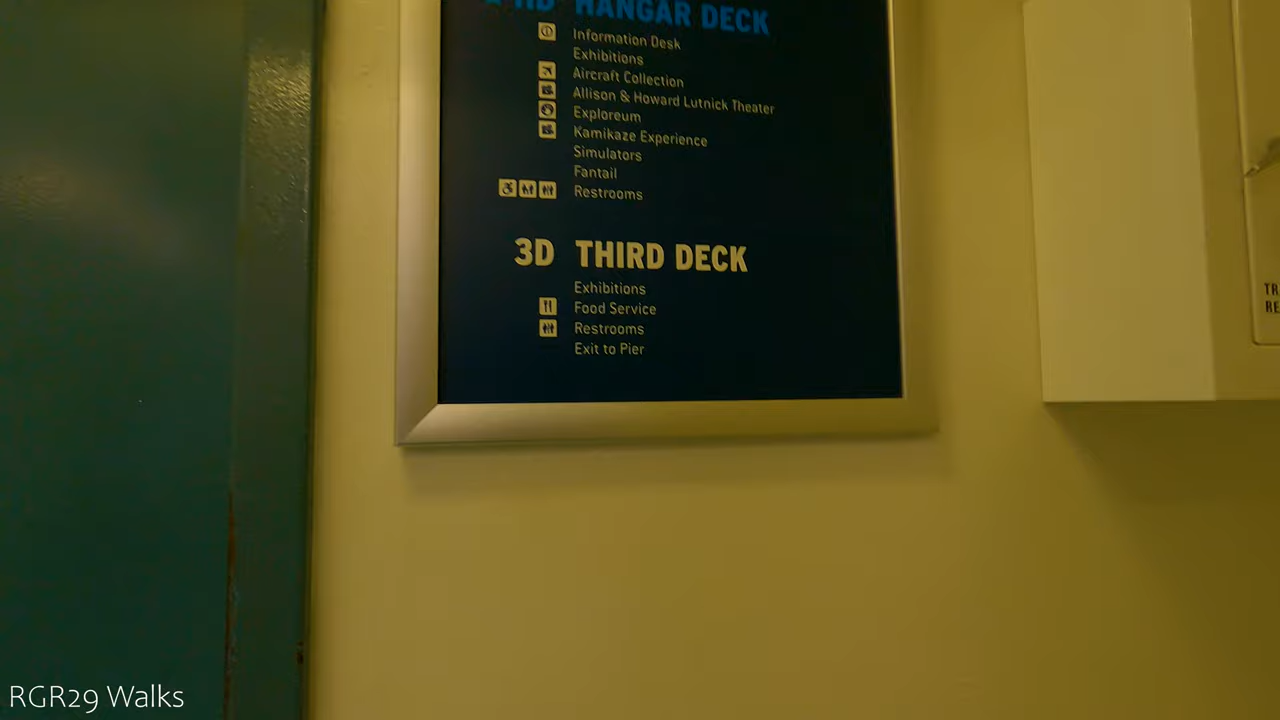 HD HANGAR DECK
Information Desk
Exhibitions
Aircraft Collection
Allison & Howard Lutnick Theater
Exploreum
Kamikaze Experience
Simulators
Fantail
Restrooms
3D THIRD DECK
Exhibitions
Food Service
Restrooms
Exit to Pier
RGR29 Walks